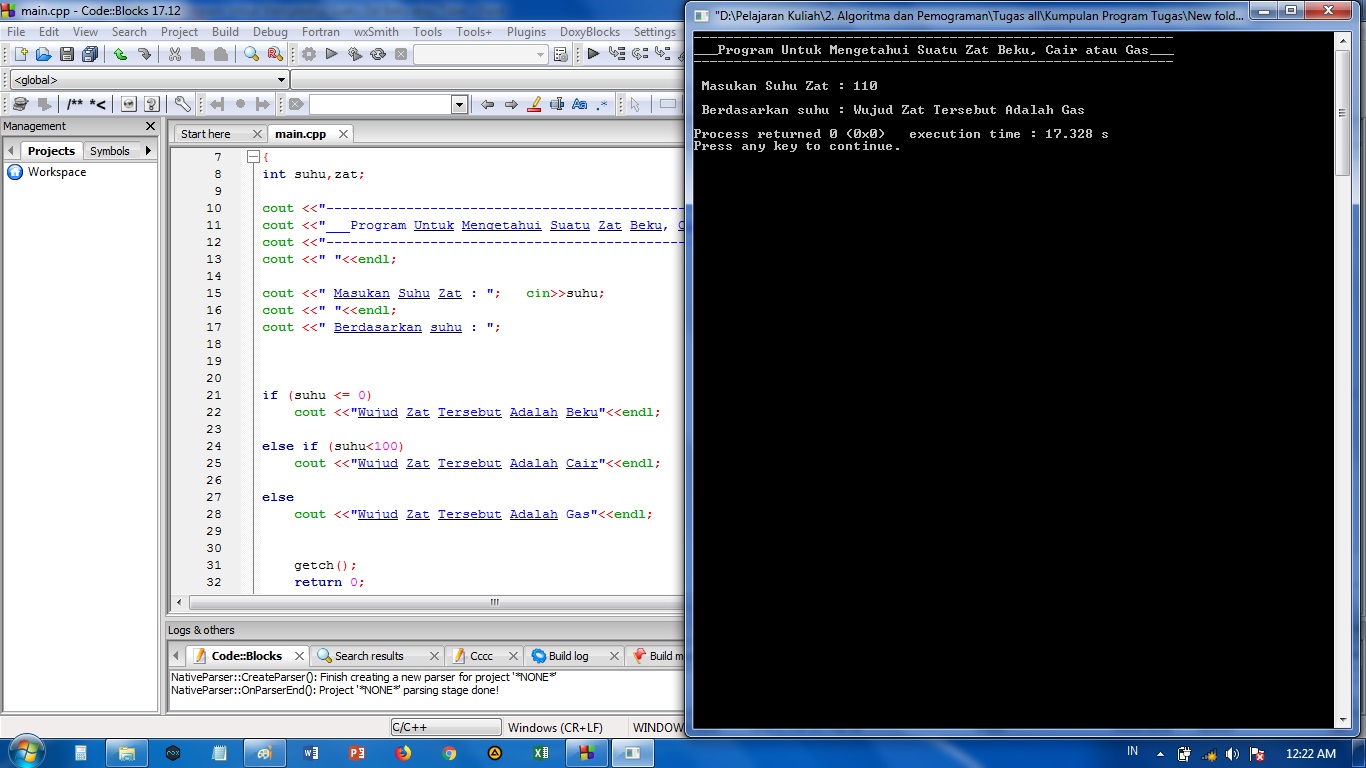 main.cpp - Code::Blocks 17.12
File Edit View Search Project Build Debug Fortran wxSmith Tools Tools+ Plugins DoxyBlocks Settings
<global>
/** *<
Aa .*
Management
Projects Symbols
Workspace
Start here main.cpp
7 {
8 int suhu,zat;
9
10 cout <<"---------------------------------------------
11 cout <<"___Program Untuk Mengetahui Suatu Zat Beku, C
12 cout <<"---------------------------------------------
13 cout <<" "<<endl;
14
15 cout <<" Masukan Suhu Zat : "; cin>>suhu;
16 cout <<" "<<endl;
17 cout <<" Berdasarkan suhu : ";
18
19
20
21 if (suhu <= 0)
22 cout <<"Wujud Zat Tersebut Adalah Beku"<<endl;
23
24 else if (suhu<100)
25 cout <<"Wujud Zat Tersebut Adalah Cair"<<endl;
26
27 else
28 cout <<"Wujud Zat Tersebut Adalah Gas"<<endl;
29
30
31 getch();
32 return 0;
Logs & others
Code::Blocks Search results Cccc Build log Build m
NativeParser::CreateParser(): Finish creating a new parser for project '*NONE*'
NativeParser::OnParserEnd(): Project '*NONE*' parsing stage done!
C/C++ Windows (CR+LF) WINDOW
"D:\Pelajaran Kuliah\2. Algoritma dan Pemograman\Tugas all\Kumpulan Program Tugas\New fold...
------------------------------------------------------------
___Program Untuk Mengetahui Suatu Zat Beku, Cair atau Gas___
------------------------------------------------------------
Masukan Suhu Zat : 110
Berdasarkan suhu : Wujud Zat Tersebut Adalah Gas
Process returned 0 (0x0) execution time : 17.328 s
Press any key to continue.
IN 12:22 AM